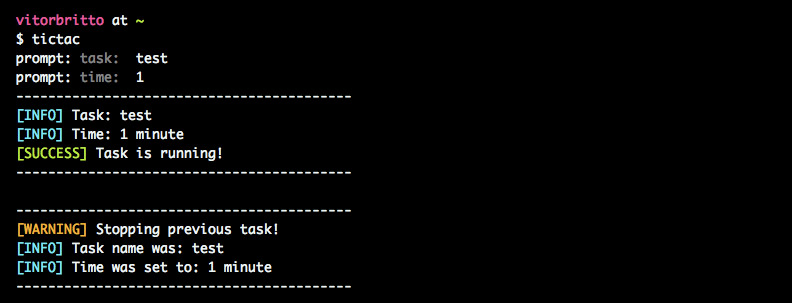 vitorbritto at ~
$ tictac
prompt: task:  test
prompt: time:  1
------------------------------------------
[INFO] Task: test
[INFO] Time: 1 minute
[SUCCESS] Task is running!
------------------------------------------
------------------------------------------
[WARNING] Stopping previous task!
[INFO] Task name was: test
[INFO] Time was set to: 1 minute
------------------------------------------